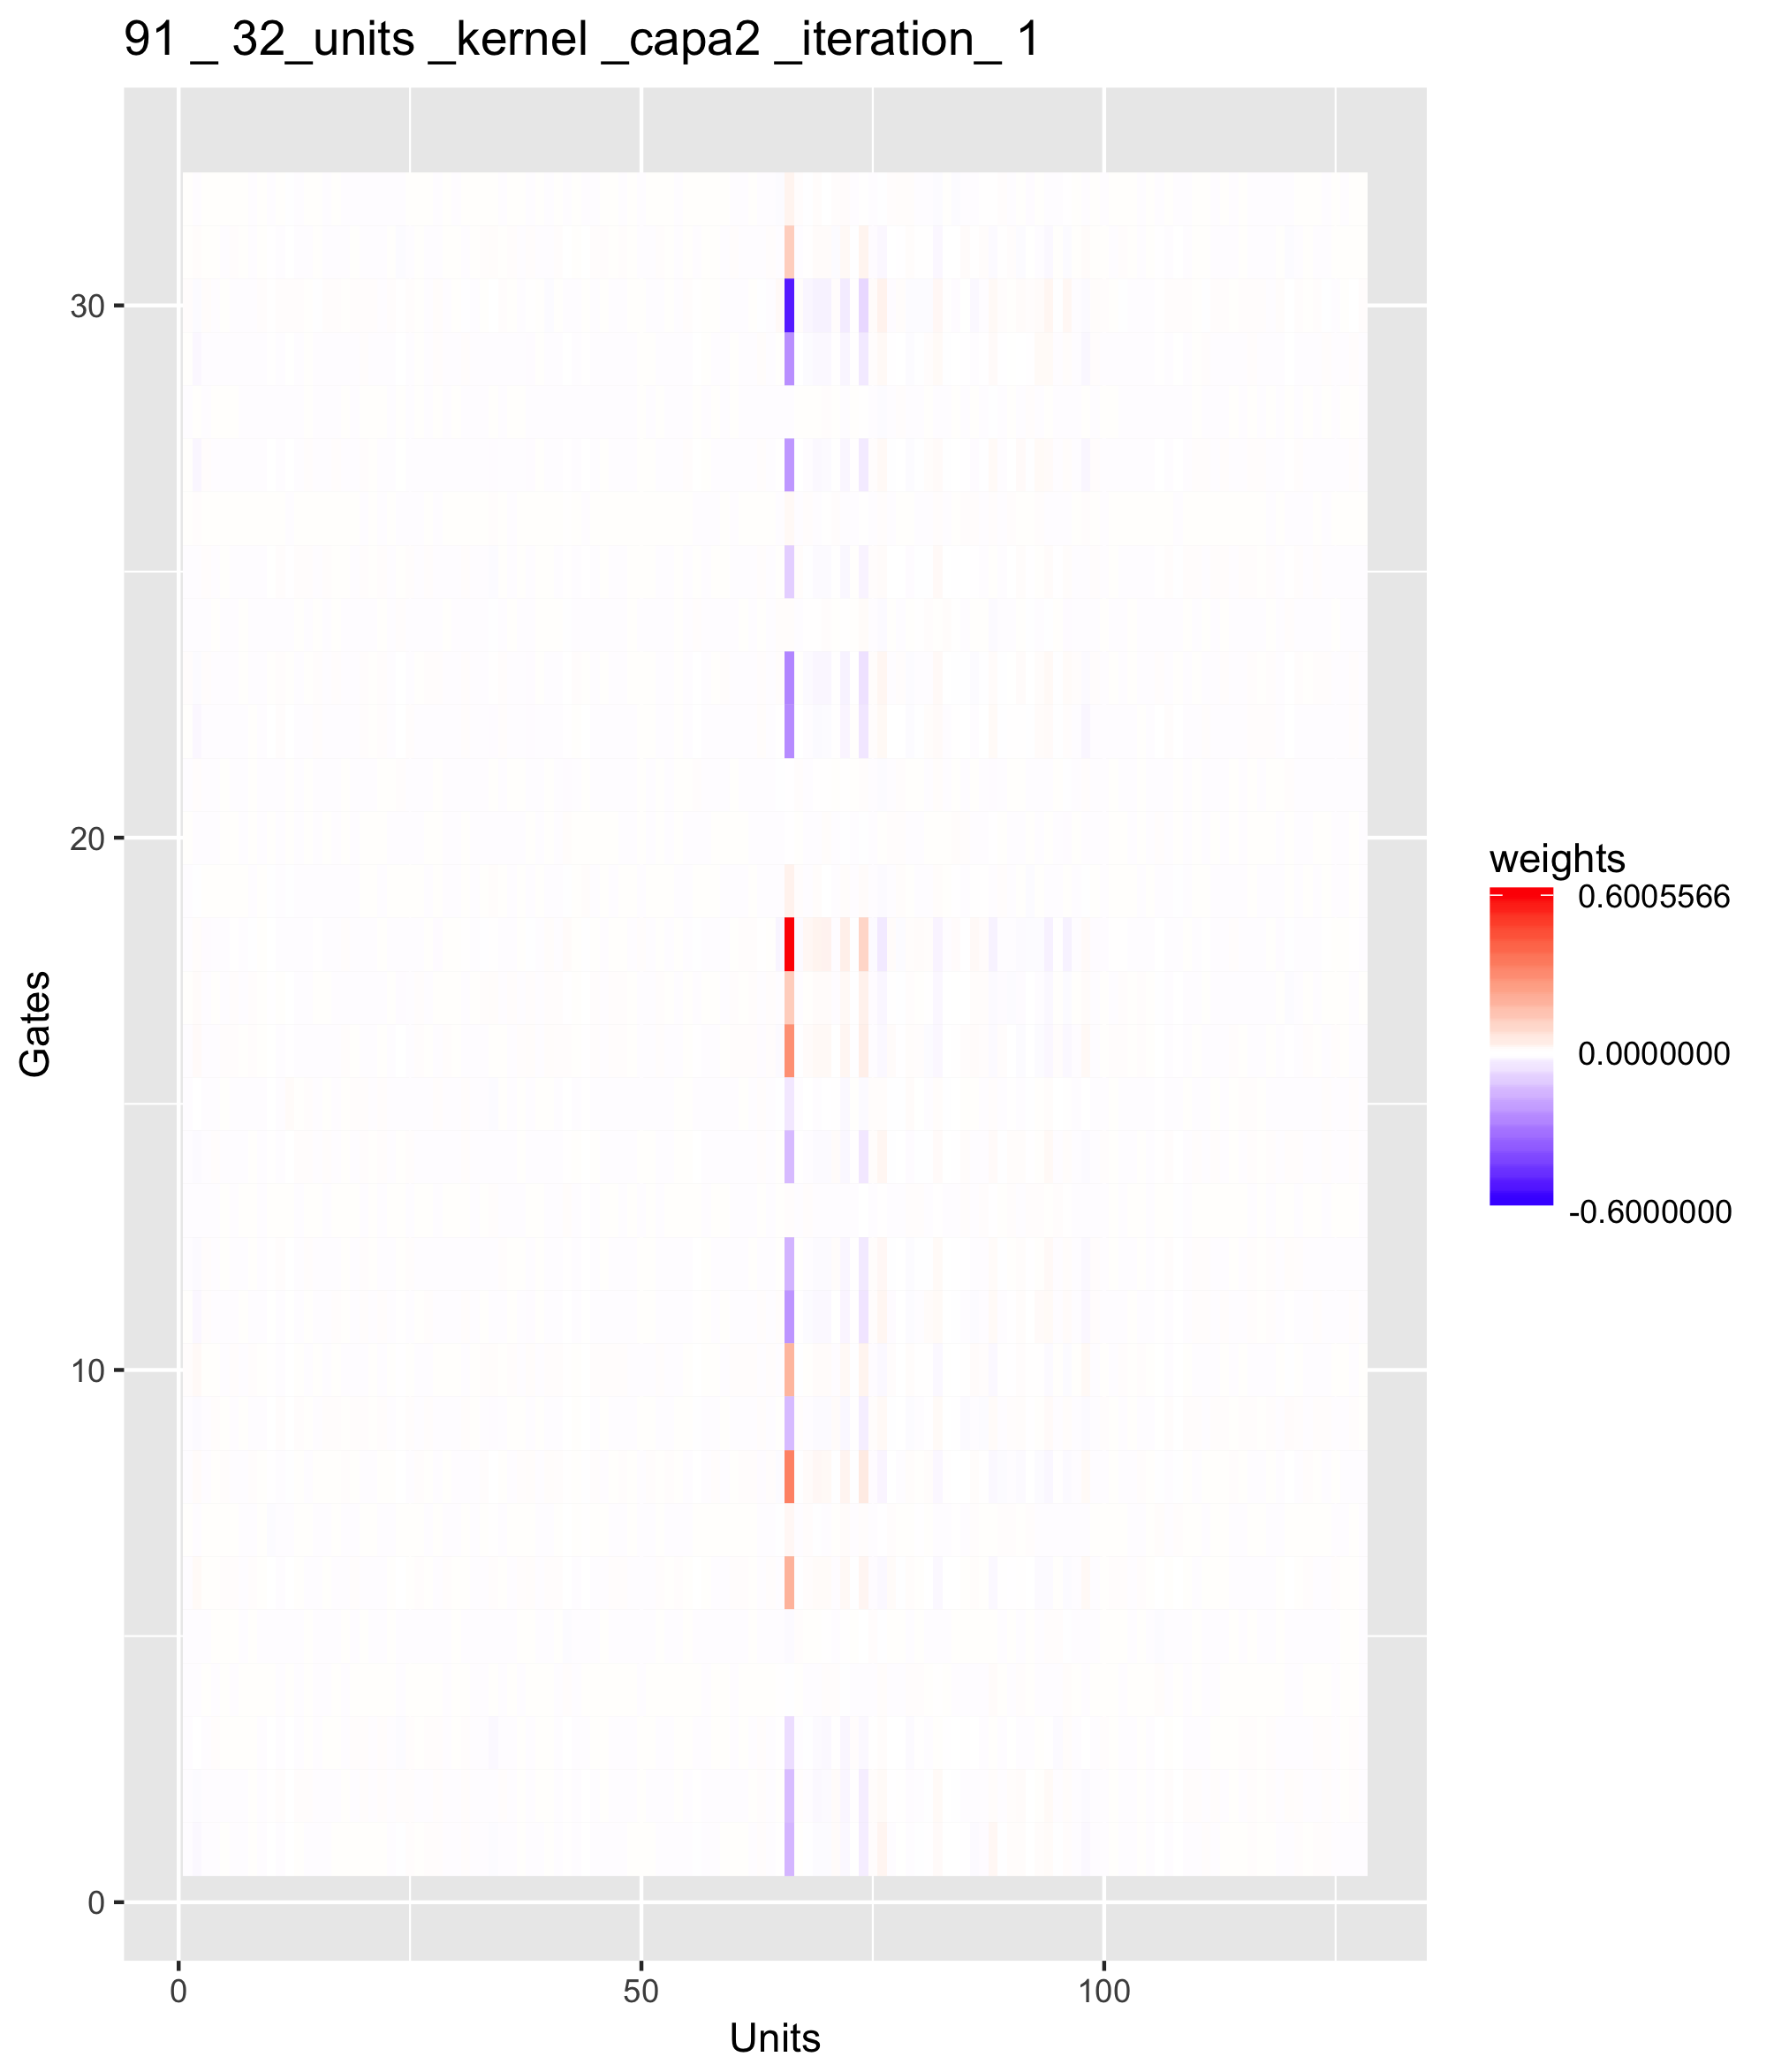 91 _ 32_units _kernel _capa2 _iteration_ 1
30
20
10
0
Gates
0 50 100
Units
weights
0.6005566
0.0000000
-0.6000000